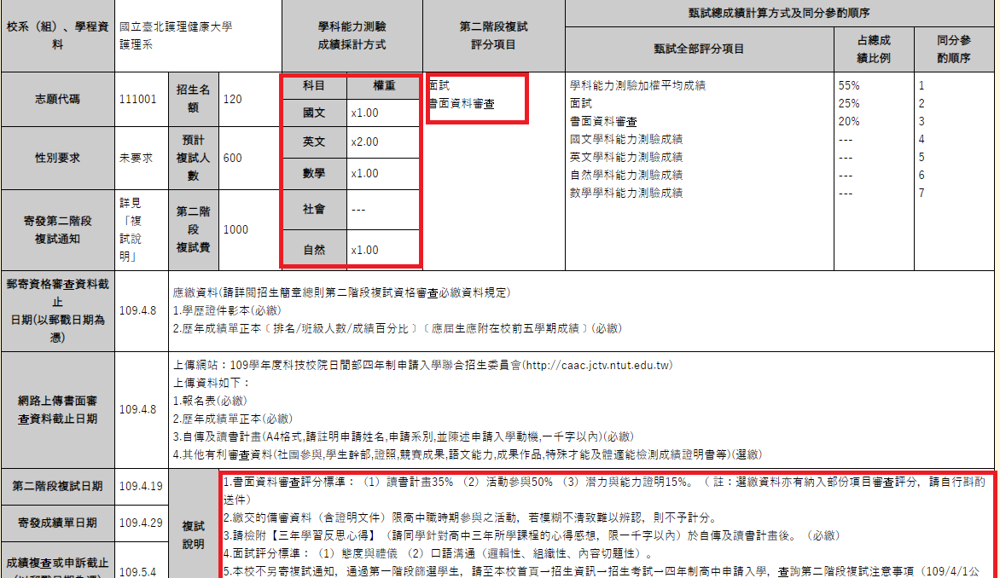 校系（組）、學程資料
國立臺北護理健康大學
護理系
學科能力測驗
成績採計方式
第二階段複試
評分項目
甄試總成績計算方式及同分參酌順序
甄試全部評分項目
占總成
績比例
同分參
酌順序
志願代碼
111001
招生名額
120
科目 權重
國文 x1.00
英文 x2.00
數學 x1.00
社會 ---
自然 x1.00
面試
書面資料審查
學科能力測驗加權平均成績 55% 1
面試 25% 2
書面資料審查 20% 3
國文學科能力測驗成績 --- 4
英文學科能力測驗成績 --- 5
自然學科能力測驗成績 --- 6
數學學科能力測驗成績 --- 7
性別要求
未要求
預計
複試人數
600
寄發第二階段
複試通知
詳見
「複
試說
明」
第二階段
複試費
1000
郵寄資格審查資料截止
日期(以郵戳日期為憑)
109.4.8
應繳資料(請詳閱招生簡章總則第二階段複試資格審查必繳資料規定)
1.學歷證件影本(必繳)
2.歷年成績單正本﹝排名/班級人數/成績百分比﹞﹝應屆生應附在校前五學期成績﹞(必繳)
網路上傳書面審
查資料截止日期
109.4.8
上傳網站：109學年度科技校院日間部四年制申請入學聯合招生委員會(http://caac.jctv.ntut.edu.tw)
上傳資料如下：
1.報名表(必繳)
2.歷年成績單正本(必繳)
3.自傳及讀書計畫(A4格式,請註明申請姓名,申請系別,並陳述申請入學動機,一千字以內)(必繳)
4.其他有利審查資料(社團參與,學生幹部,證照,競賽成果,語文能力,成果作品,特殊才能及體適能檢測成績證明書等)(選繳)
第二階段複試日期
109.4.19
寄發成績單日期
109.4.29
成績複查或申訴截止
(以郵戳日期為憑)
109.5.4
複試
說明
1.書面資料審查評分標準：（1）讀書計畫35% （2）活動參與50% （3）潛力與能力證明15%。（ 註：選繳資料亦有納入部份項目審查評分，請自行斟酌
送件）
2.繳交的備審資料（含證明文件）限高中職時期參與之活動，若模糊不清致難以辨認，則不予計分。
3.請檢附【三年學習反思心得】（請同學針對高中三年所學課程的心得感想，限一千字以內）於自傳及讀書計畫後。（必繳）
4.面試評分標準：（1）態度與禮儀 （2）口語溝通（邏輯性、組織性、內容切題性）。
5.本校不另寄複試通知，通過第一階段篩選學生，請至本校首頁→招生資訊→招生考試→四年制高中申請入學，查詢第二階段複試注意事項（109/4/1公